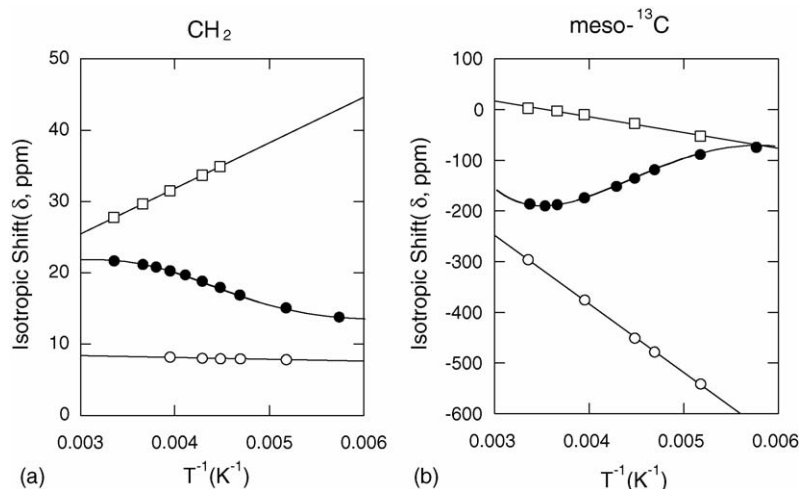 CH2
Isotropic Shift( δ, ppm)
50
40
30
20
10
0
0.003
0.004
0.005
0.006
T-1(K-1)
(a)
meso-13C
Isotropic Shift( δ, ppm)
100
0
-100
-200
-300
-400
-500
-600
0.003
0.004
0.005
0.006
T-1(K-1)
(b)